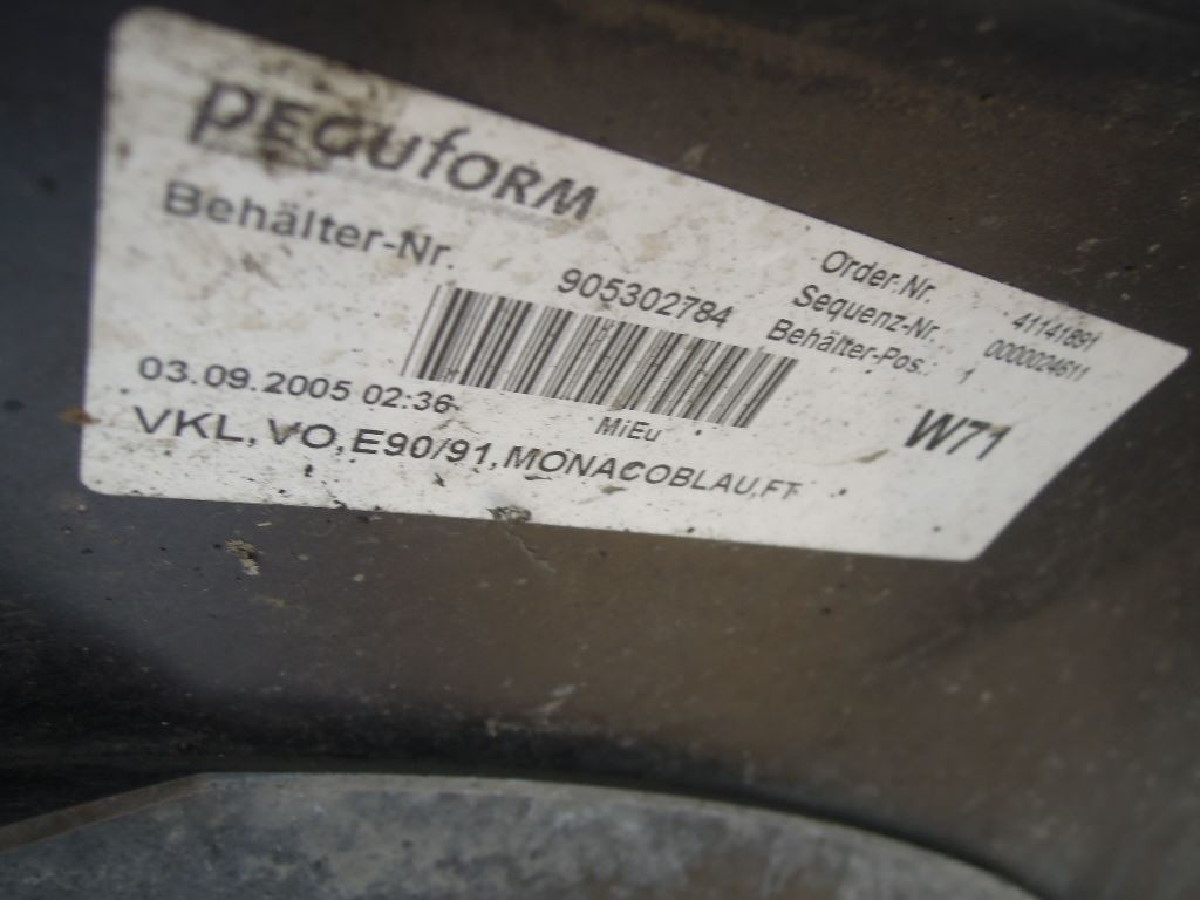 PEGUFORM
Behälter-Nr. 905302784
Order-Nr. 41141891
Sequenz-Nr. 0000024611
Behälter-Pos.: 1
03.09.2005 02:36
MiEu
W71
VKL, VO, E90/91, MONACOBLAU, FT